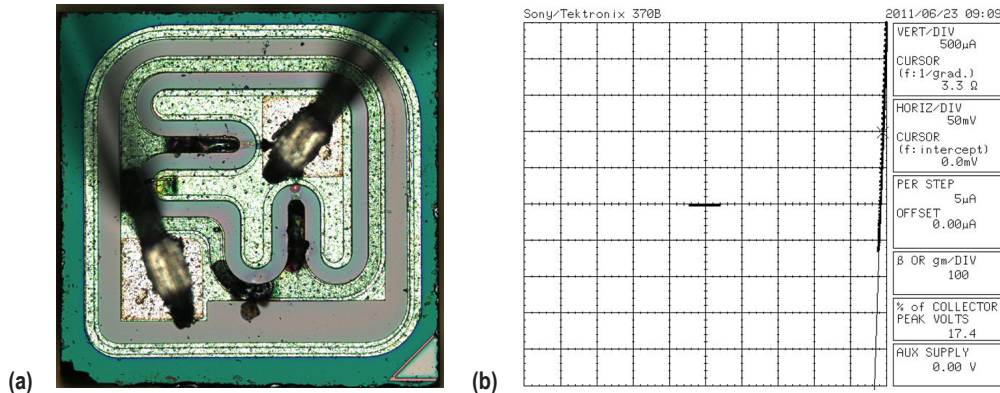 Sony/Tektronix 370B
2011/06/23 09:09
VERT/DIV
500µA
CURSOR
(f:1/grad.)
3.3 Ω
HORIZ/DIV
50mV
CURSOR
(f:intercept)
0.0mV
PER STEP
5µA
OFFSET
0.00µA
β OR gm/DIV
100
% of COLLECTOR
PEAK VOLTS
17.4
AUX SUPPLY
0.00 V
(a)
(b)